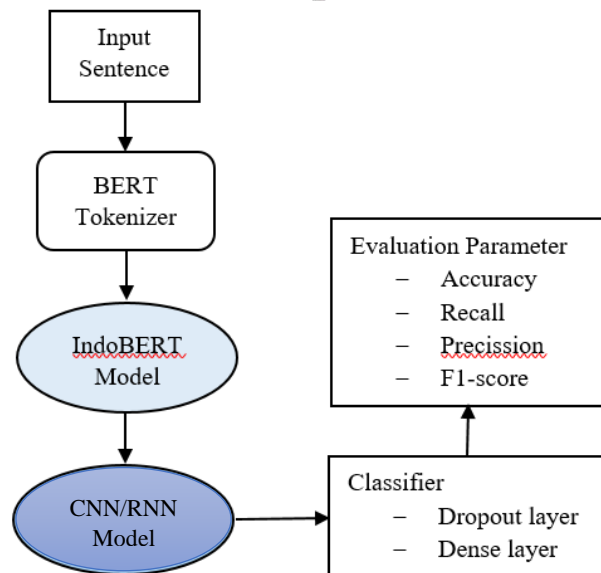 Input
Sentence
BERT
Tokenizer
IndoBERT
Model
CNN/RNN
Model
Classifier
– Dropout layer
– Dense layer
Evaluation Parameter
– Accuracy
– Recall
– Precission
– F1-score